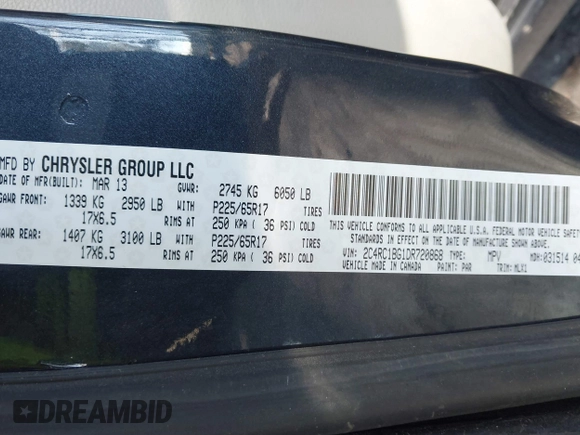 MFD BY CHRYSLER GROUP LLC
DATE OF MFR(BUILT): MAR 13 GVWR: 2745 KG 6050 LB
GAWR FRONT: 1339 KG 2950 LB WITH P225/65R17 TIRES
17X6.5 RIMS AT 250 KPA ( 36 PSI) COLD
GAWR REAR: 1407 KG 3100 LB WITH P225/65R17 TIRES
17X6.5 RIMS AT 250 KPA ( 36 PSI) COLD
THIS VEHICLE CONFORMS TO ALL APPLICABLE U.S.A. FEDERAL MOTOR VEHICLE
STANDARDS IN EFFECT ON THE DATE OF MANUFACTURE SHOWN ABOVE.
VIN: 2C4RC1BG1DR720868 TYPE: MPV MDH: 031514 04
VEHICLE MADE IN CANADA PAINT: PAR TRIM: MLX1
DREAMBID